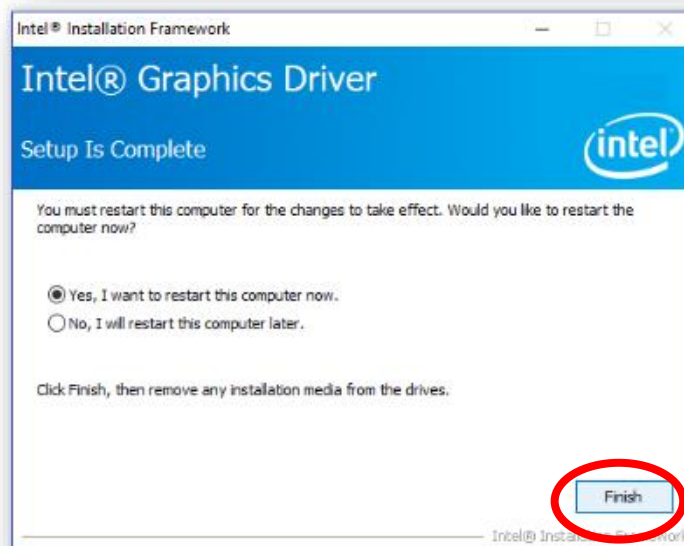 Intel® Installation Framework
Intel® Graphics Driver
Setup Is Complete
intel
You must restart this computer for the changes to take effect. Would you like to restart the
computer now?
Yes, I want to restart this computer now.
No, I will restart this computer later.
Click Finish, then remove any installation media from the drives.
Finish
Intel® Installation Framework